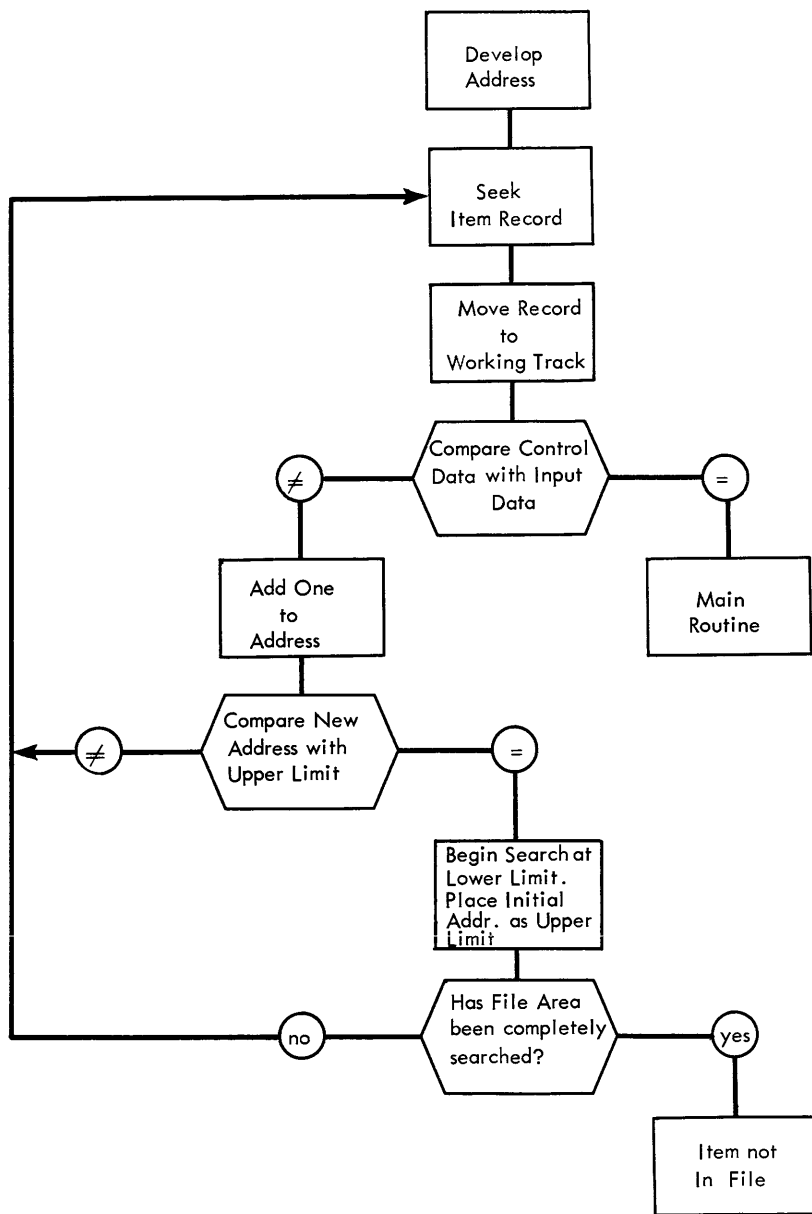 Develop
Address
Seek
Item Record
Move Record
to
Working Track
Compare Control
Data with Input
Data
≠
=
Add One
to
Address
Main
Routine
Compare New
Address with
Upper Limit
≠
=
Begin Search at
Lower Limit.
Place Initial
Addr. as Upper
Limit
Has File Area
been completely
searched?
no
yes
Item not
In File